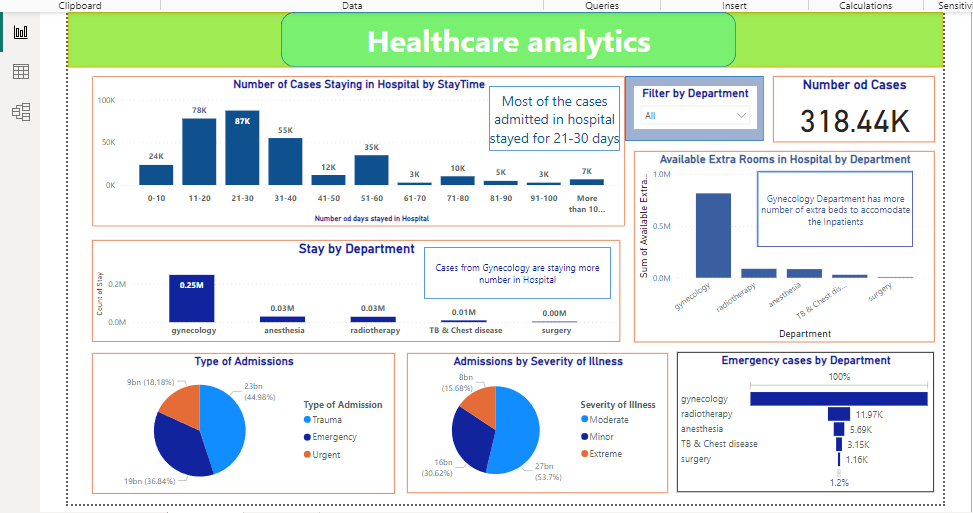 Clipboard
Data
Queries
Insert
Calculations
Sensitiv
Healthcare analytics
Number of Cases Staying in Hospital by StayTime
100K
50K
0K
24K
78K
87K
55K
12K
35K
3K
10K
5K
3K
7K
0-10
11-20
21-30
31-40
41-50
51-60
61-70
71-80
81-90
91-100
More
than 10...
Number od days stayed in Hospital
Most of the cases
admitted in hospital
stayed for 21-30 days
Filter by Department
All
Number od Cases
318.44K
Available Extra Rooms in Hospital by Department
Sum of Available Extra...
1.0M
0.5M
0.0M
Gynecology Department has more
number of extra beds to accomodate
the Inpatients
gynecology
radiotherapy
anesthesia
TB & Chest dis...
surgery
Department
Stay by Department
Count of Stay
0.2M
0.0M
0.25M
0.03M
0.03M
0.01M
0.00M
gynecology
anesthesia
radiotherapy
TB & Chest disease
surgery
Cases from Gynecology are staying more
number in Hospital
Type of Admissions
9bn (18.18%)
23bn
(44.98%)
19bn (36.84%)
Type of Admission
Trauma
Emergency
Urgent
Admissions by Severity of Illness
8bn
(15.68%)
16bn
(30.62%)
27bn
(53.7%)
Severity of Illness
Moderate
Minor
Extreme
Emergency cases by Department
100%
gynecology
radiotherapy
11.97K
anesthesia
5.69K
TB & Chest disease
3.15K
surgery
1.16K
1.2%